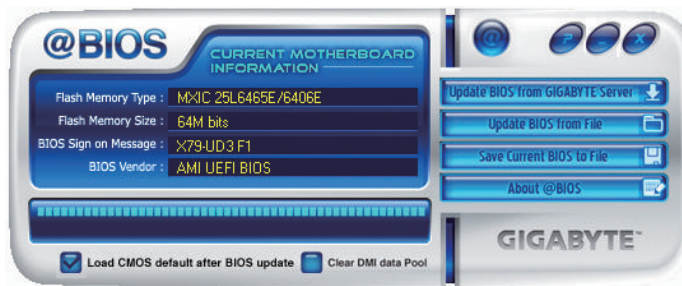 @BIOS
CURRENT MOTHERBOARD
INFORMATION
Flash Memory Type : MXIC 25L6465E/6406E
Flash Memory Size : 64M bits
BIOS Sign on Message : X79-UD3 F1
BIOS Vendor : AMI UEFI BIOS
Load CMOS default after BIOS update
Clear DMI data Pool
@
? – X
Update BIOS from GIGABYTE Server
Update BIOS from File
Save Current BIOS to File
About @BIOS
GIGABYTE™